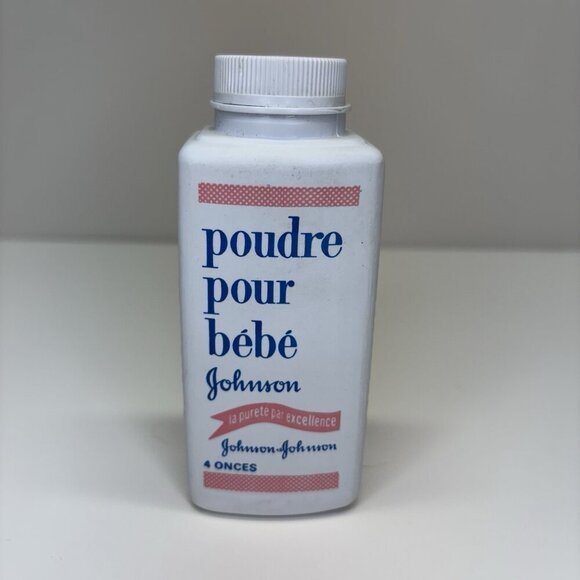 poudre
pour
bébé
Johnson
la pureté par excellence
Johnson & Johnson
4 ONCES